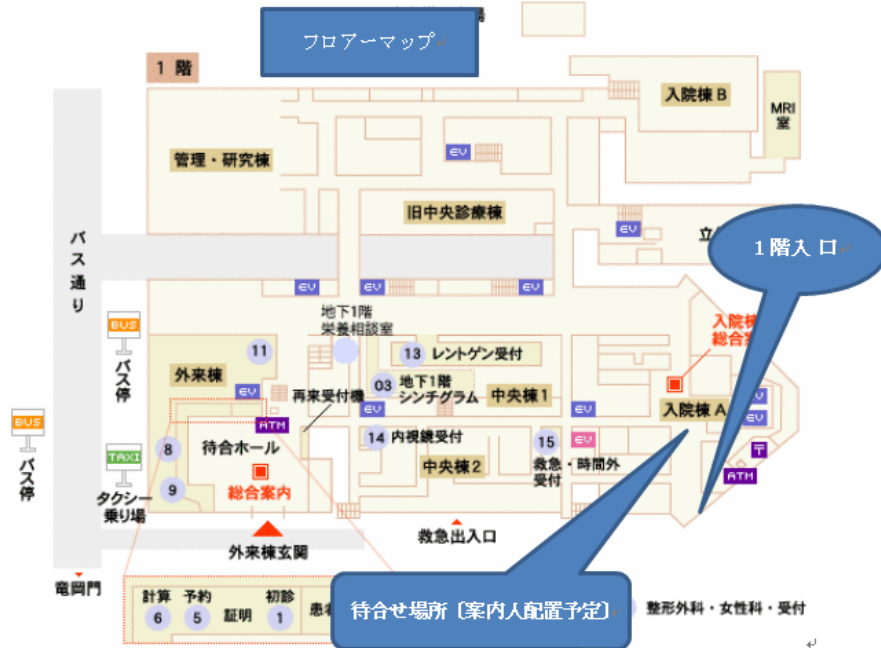 フロアーマップ
1 階
入院棟 B
MRI
室
EV
管理・研究棟
旧中央診療棟
EV
1階入 口
バス通り
EV
EV
EV
地下1階
栄養相談室
BUS
バス停
11
13
レントゲン受付
入院棟
外来棟
03
地下1階
シンチグラム
中央棟1
EV
再来受付機
EV
EV
入院棟 A
EV
EV
BUS
バス停
ATM
8
待合ホール
14
内視鏡受付
15
EV
〒
TAXI
中央棟2
救急・時間外
受付
ATM
9
総合案内
タクシー
乗り場
救急出入口
外来棟玄関
竜岡門
計算
予約
初診
6
5
証明
1
待合せ場所〔案内人配置予定〕
整形外科・女性科・受付